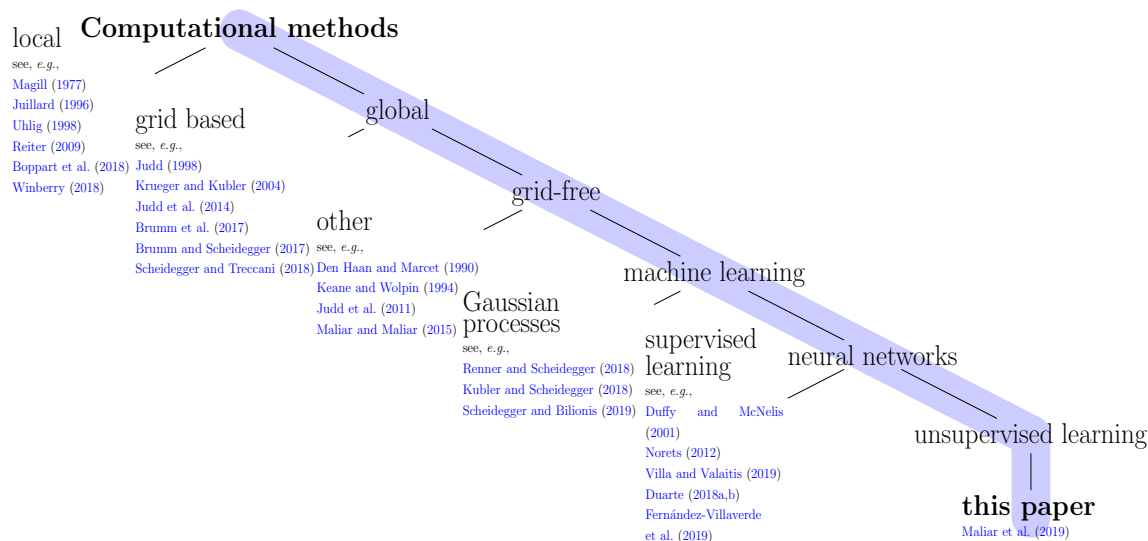 Computational methods
local
see, e.g.,
Magill (1977)
Juillard (1996)
Uhlig (1998)
Reiter (2009)
Boppart et al. (2018)
Winberry (2018)
global
grid based
see, e.g.,
Judd (1998)
Krueger and Kubler (2004)
Judd et al. (2014)
Brumm et al. (2017)
Brumm and Scheidegger (2017)
Scheidegger and Treccani (2018)
grid-free
other
see, e.g.,
Den Haan and Marcet (1990)
Keane and Wolpin (1994)
Judd et al. (2011)
Maliar and Maliar (2015)
machine learning
Gaussian
processes
see, e.g.,
Renner and Scheidegger (2018)
Kubler and Scheidegger (2018)
Scheidegger and Bilionis (2019)
neural networks
supervised
learning
see, e.g.,
Duffy and McNelis
(2001)
Norets (2012)
Villa and Valaitis (2019)
Duarte (2018a,b)
Fernández-Villaverde
et al. (2019)
unsupervised learning
this paper
Maliar et al. (2019)